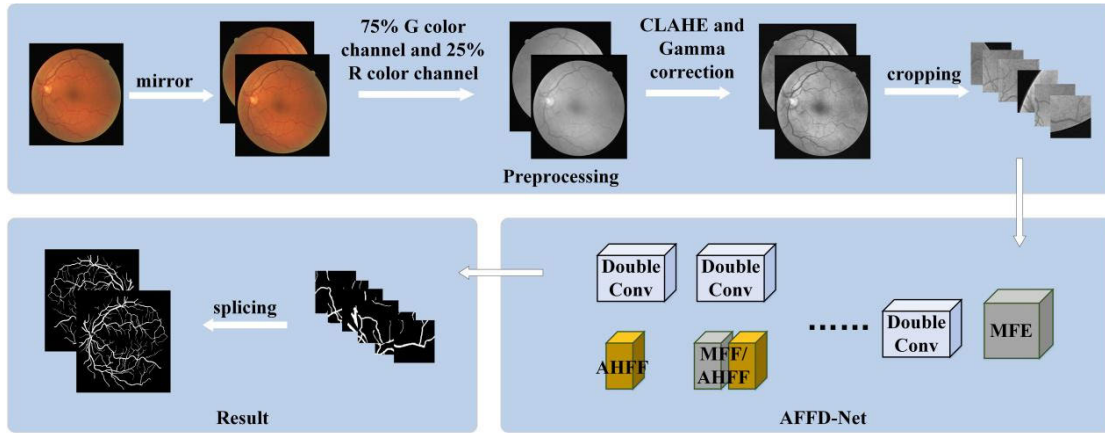 mirror
75% G color
channel and 25%
R color channel
CLAHE and
Gamma
correction
cropping
Preprocessing
splicing
Result
Double
Conv
Double
Conv
AHFF
MFF/
AHFF
......
Double
Conv
MFE
AFFD-Net